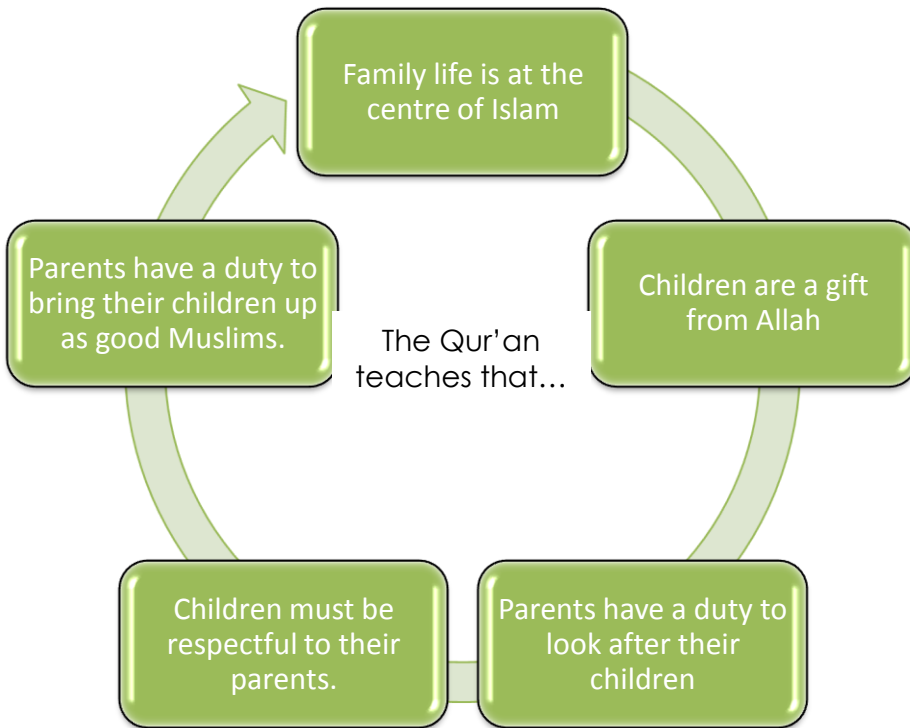 Family life is at the
centre of Islam
Children are a gift
from Allah
Parents have a duty to
look after their
children
Children must be
respectful to their
parents.
Parents have a duty to
bring their children up
as good Muslims.
The Qur’an
teaches that…